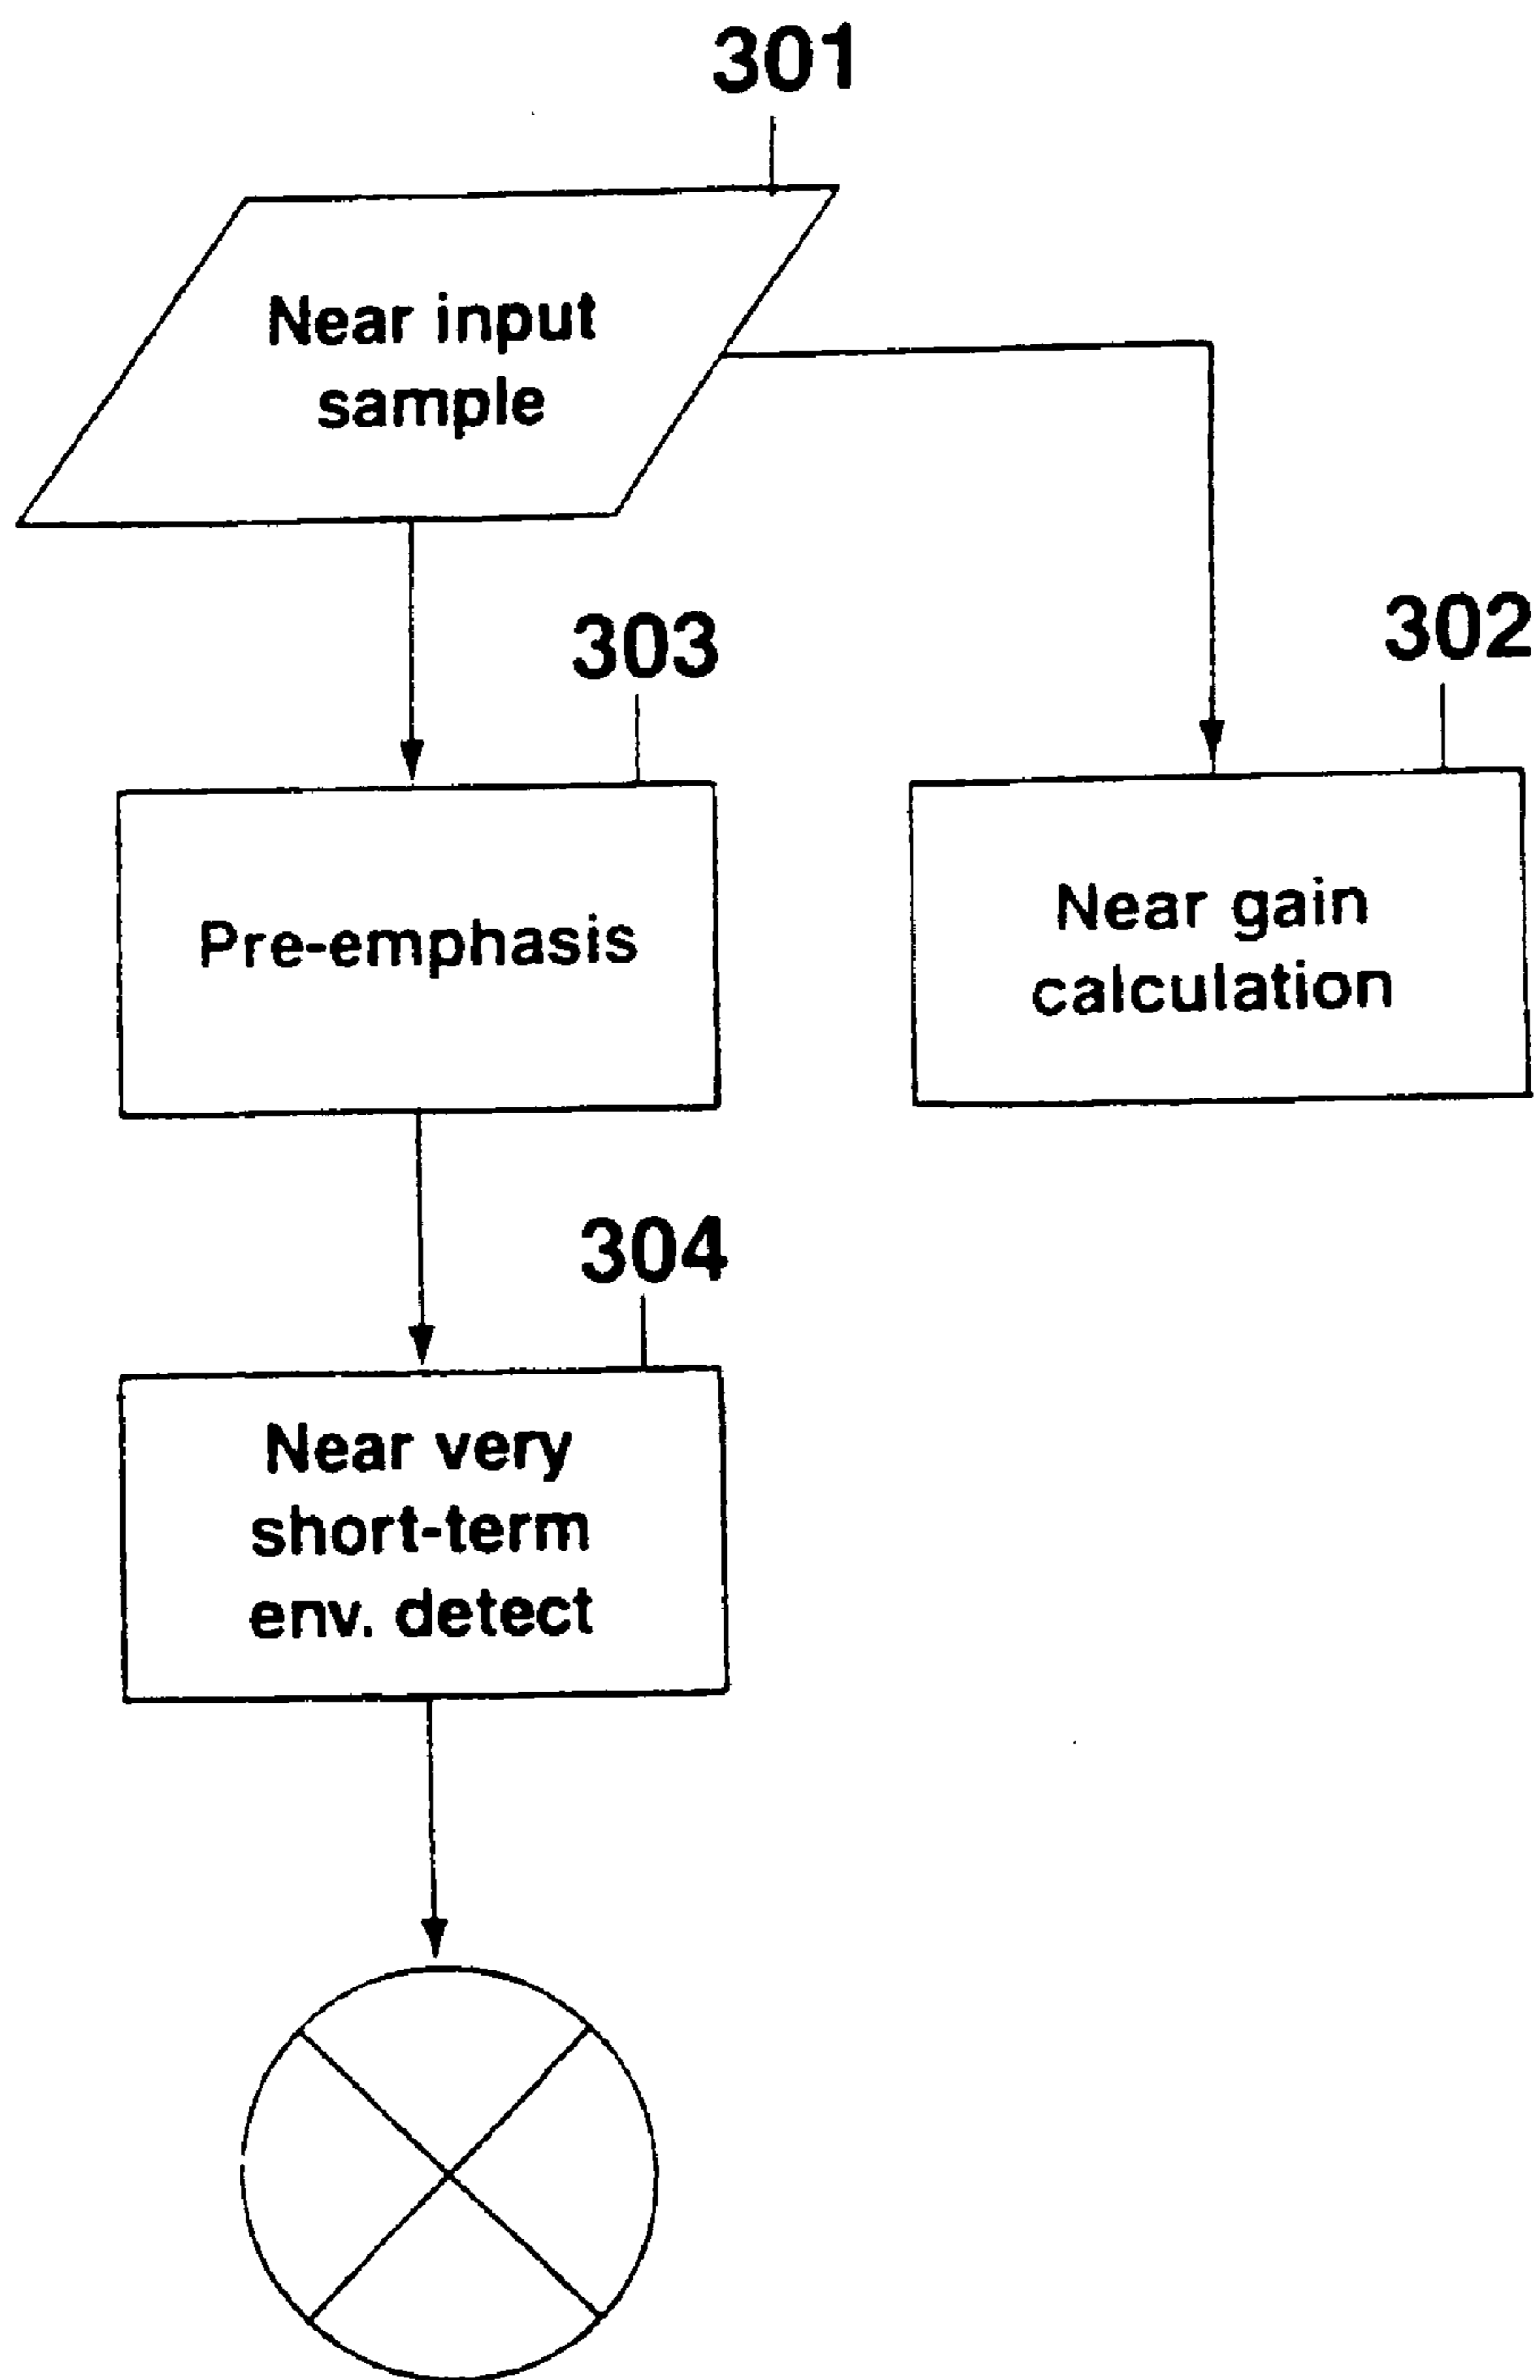 301
Near input
sample
303
302
Pre-emphasis
Near gain
calculation
304
Near very
short-term
env. detect